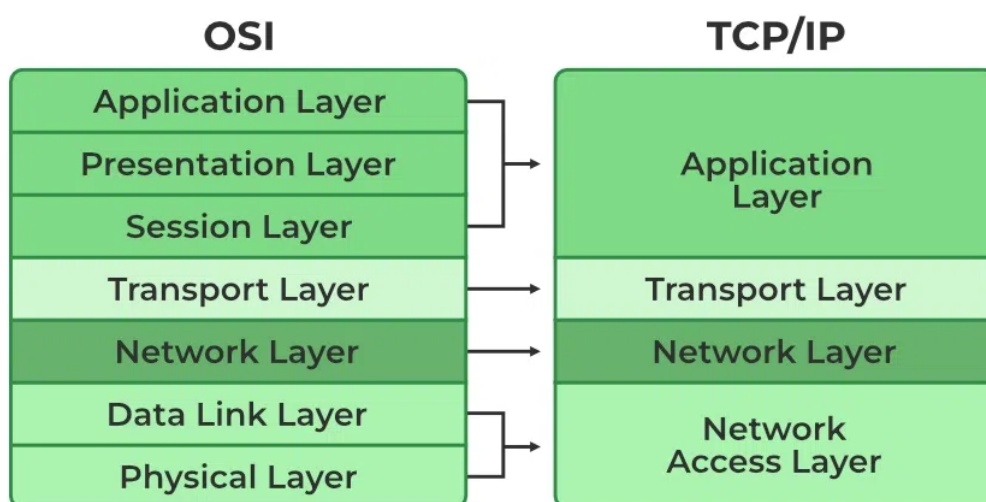 OSI
TCP/IP
Application Layer
Presentation Layer
Session Layer
Transport Layer
Network Layer
Data Link Layer
Physical Layer
Application
Layer
Transport Layer
Network Layer
Network
Access Layer